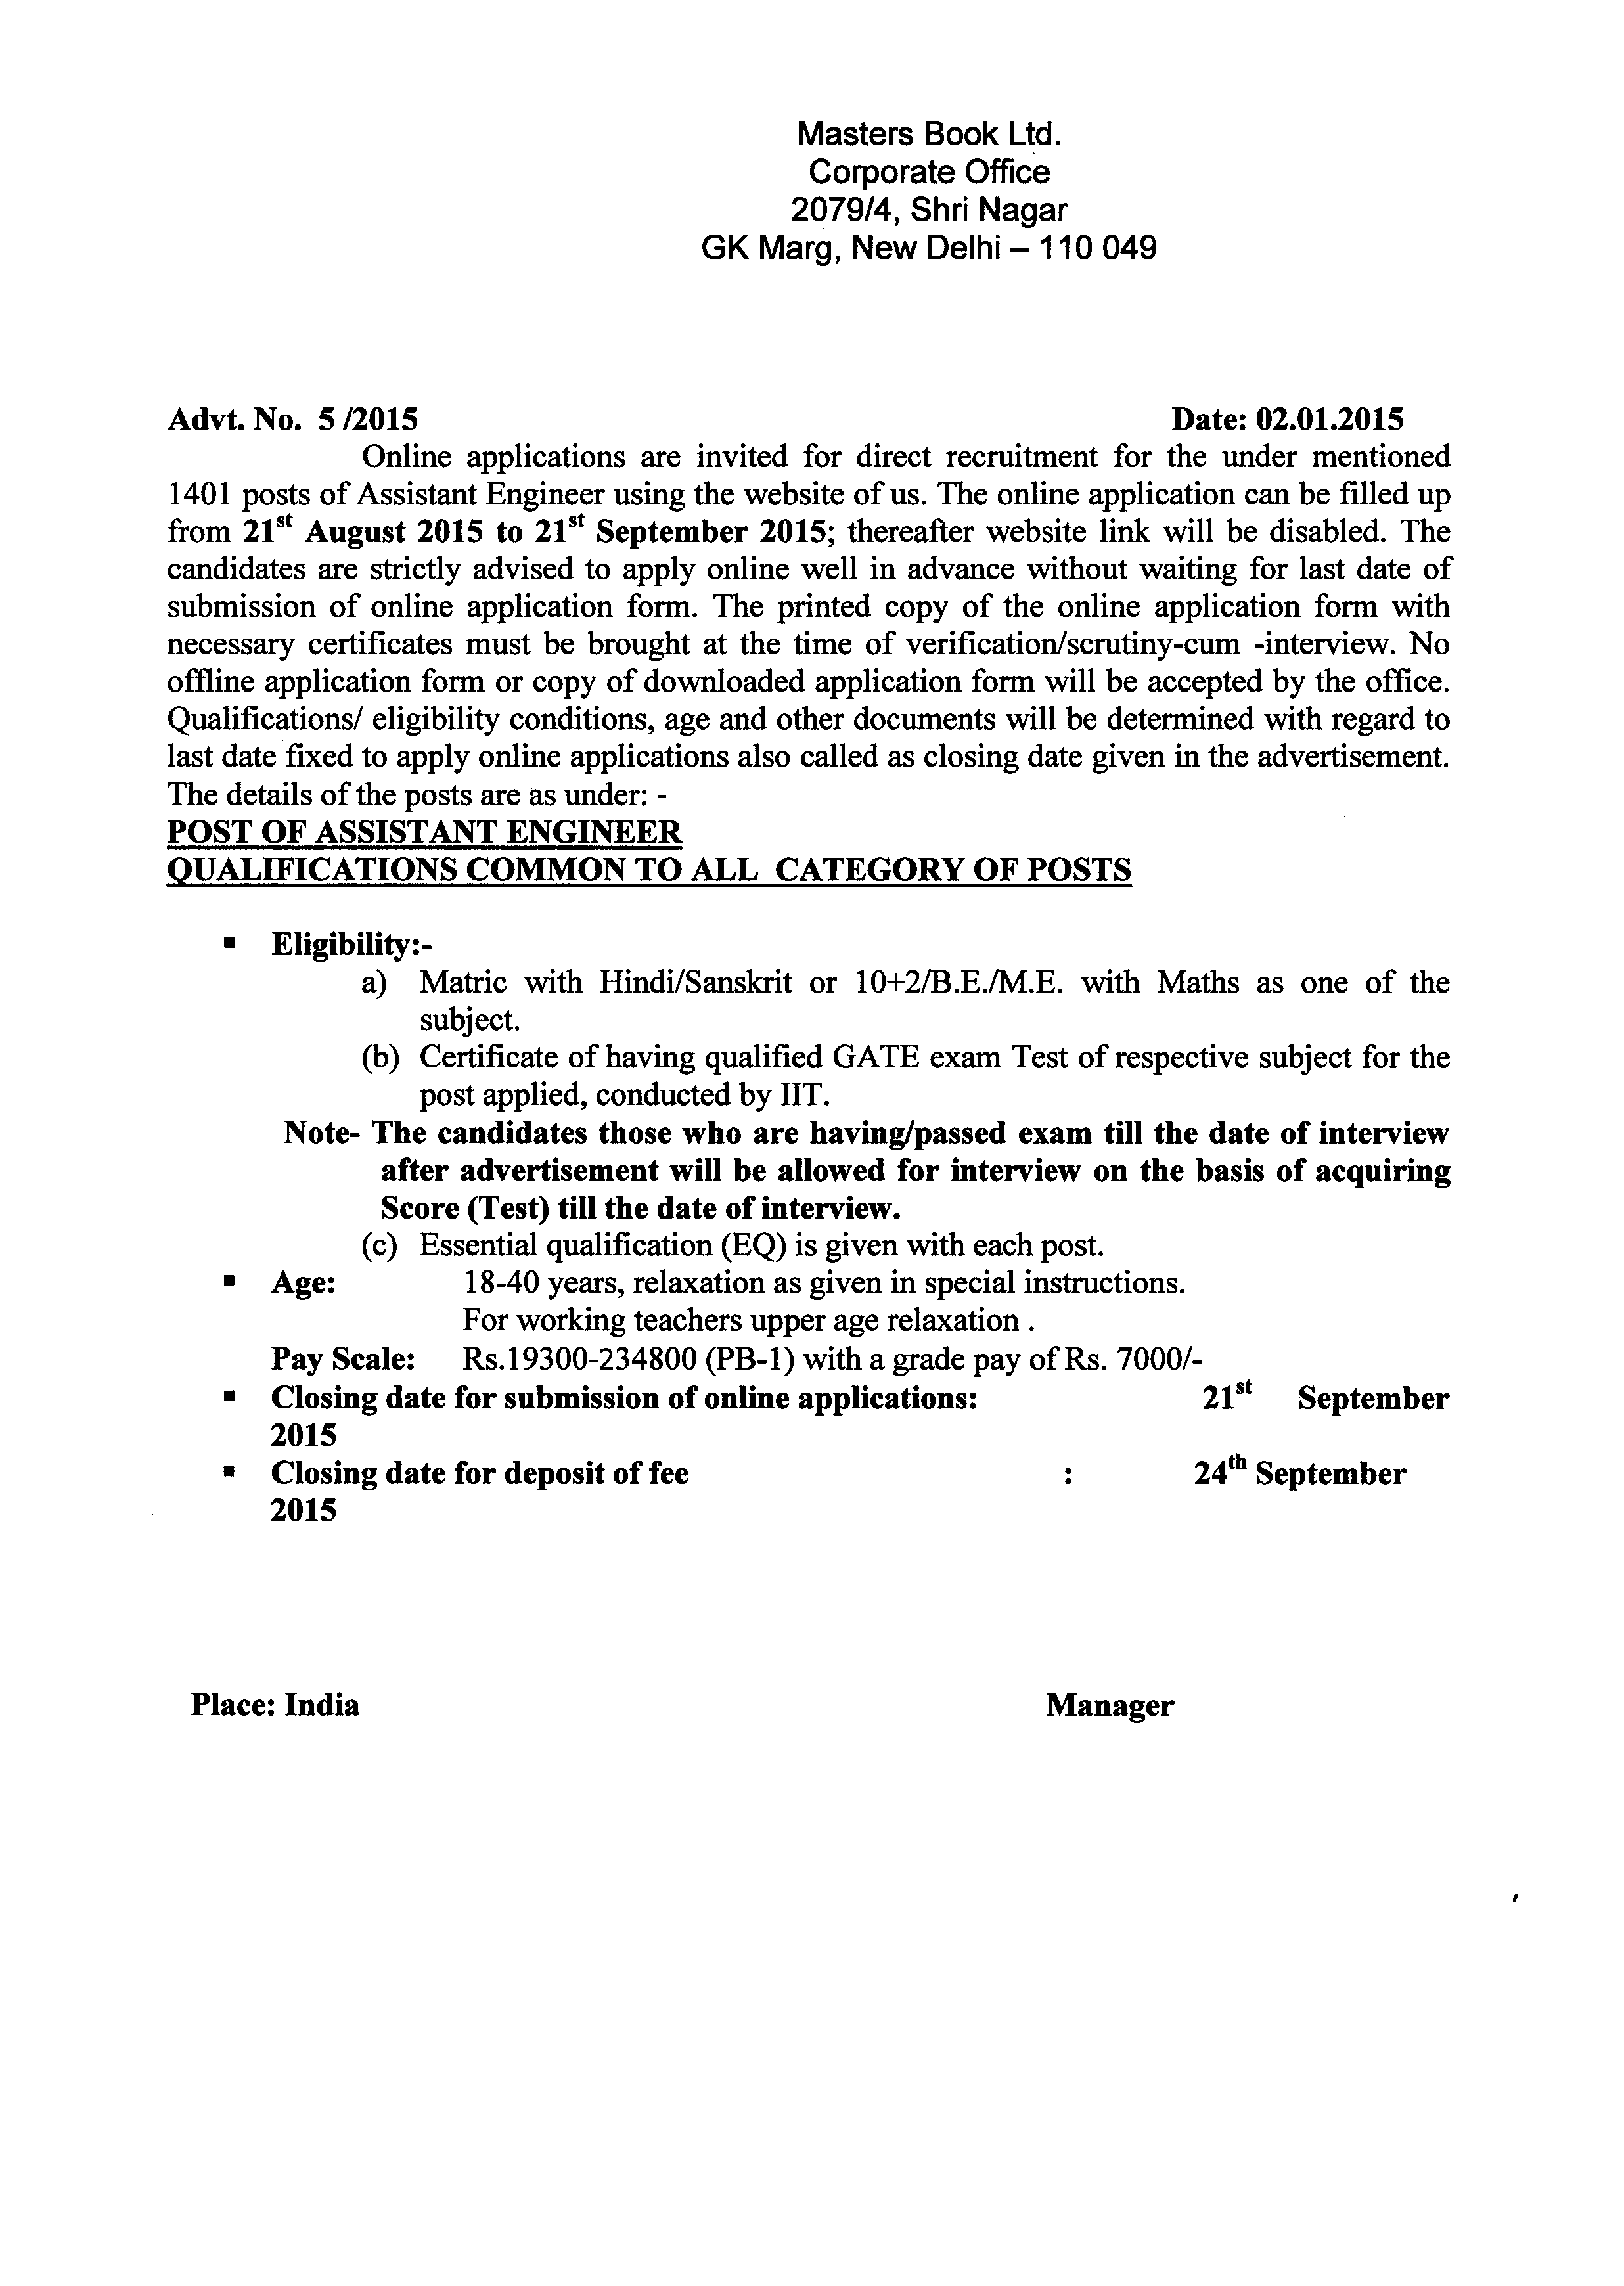 Masters Book Ltd.
Corporate Office
2079/4, Shri Nagar
GK Marg, New Delhi – 110 049
Advt. No. 5 /2015 Date: 02.01.2015
Online applications are invited for direct recruitment for the under mentioned
1401 posts of Assistant Engineer using the website of us. The online application can be filled up
from 21st August 2015 to 21st September 2015; thereafter website link will be disabled. The
candidates are strictly advised to apply online well in advance without waiting for last date of
submission of online application form. The printed copy of the online application form with
necessary certificates must be brought at the time of verification/scrutiny-cum -interview. No
offline application form or copy of downloaded application form will be accepted by the office.
Qualifications/ eligibility conditions, age and other documents will be determined with regard to
last date fixed to apply online applications also called as closing date given in the advertisement.
The details of the posts are as under: -
POST OF ASSISTANT ENGINEER
QUALIFICATIONS COMMON TO ALL CATEGORY OF POSTS
▪ Eligibility:-
a) Matric with Hindi/Sanskrit or 10+2/B.E./M.E. with Maths as one of the
subject.
(b) Certificate of having qualified GATE exam Test of respective subject for the
post applied, conducted by IIT.
Note- The candidates those who are having/passed exam till the date of interview
after advertisement will be allowed for interview on the basis of acquiring
Score (Test) till the date of interview.
(c) Essential qualification (EQ) is given with each post.
▪ Age: 18-40 years, relaxation as given in special instructions.
For working teachers upper age relaxation .
Pay Scale: Rs.19300-234800 (PB-1) with a grade pay of Rs. 7000/-
▪ Closing date for submission of online applications: 21st September
2015
▪ Closing date for deposit of fee : 24th September
2015
Place: India Manager